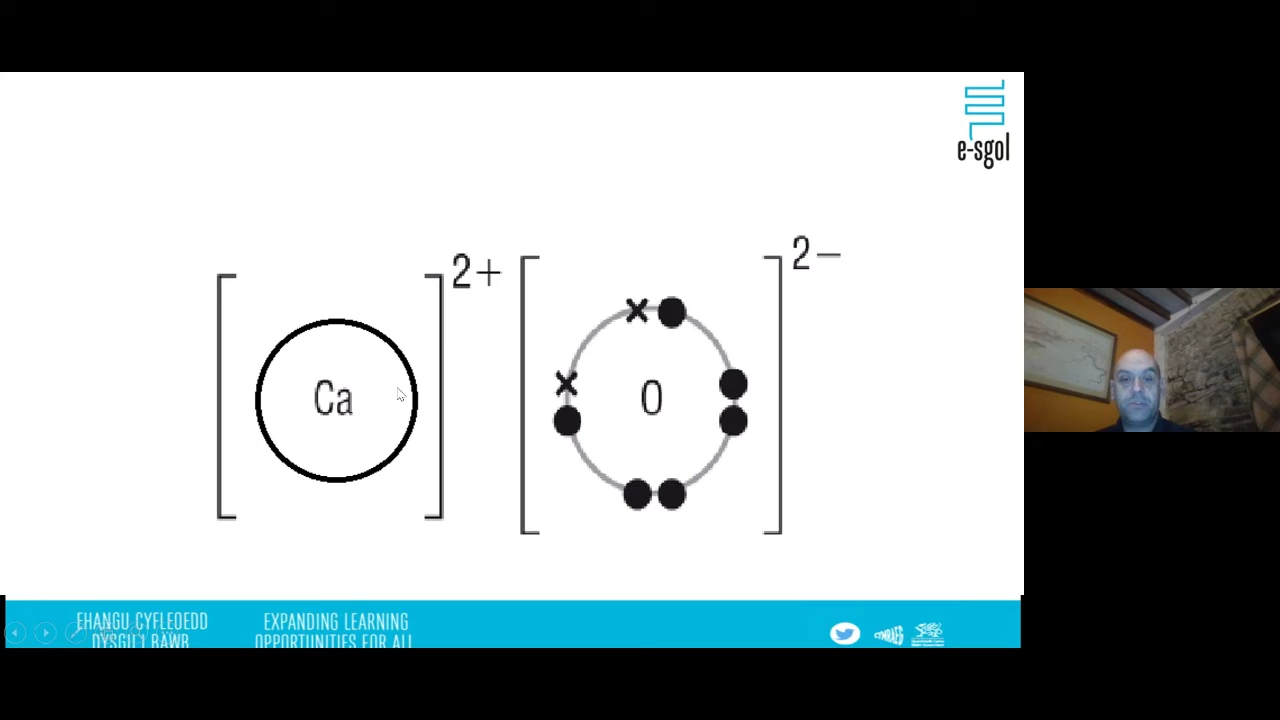 e-sgol
2+
2–
Ca
O
EHANGU CYFLEOEDD
DYSGU I BAWB
EXPANDING LEARNING
OPPORTUNITIES FOR ALL